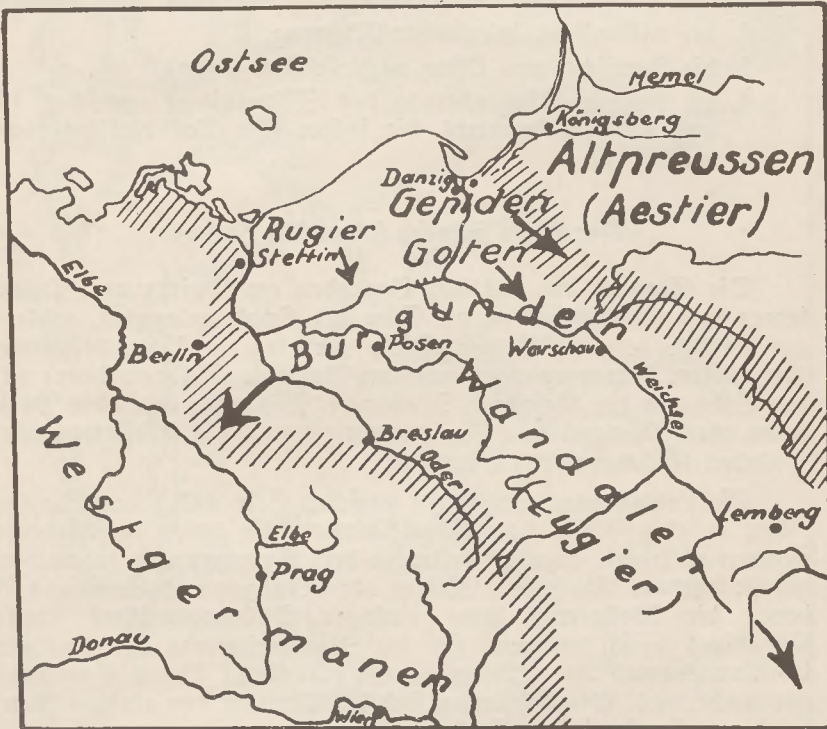 Ostsee
Memel
Königsberg
Altpreussen
(Aestier)
Danzig
Gepiden
Rugier
Stettin
Goten
Elbe
Berlin
Burgunden
Posen
Warschau
Weichsel
Wandalen
(Lugier)
Breslau
Oder
Westgermanen
Lemberg
Elbe
Prag
Donau
Wien